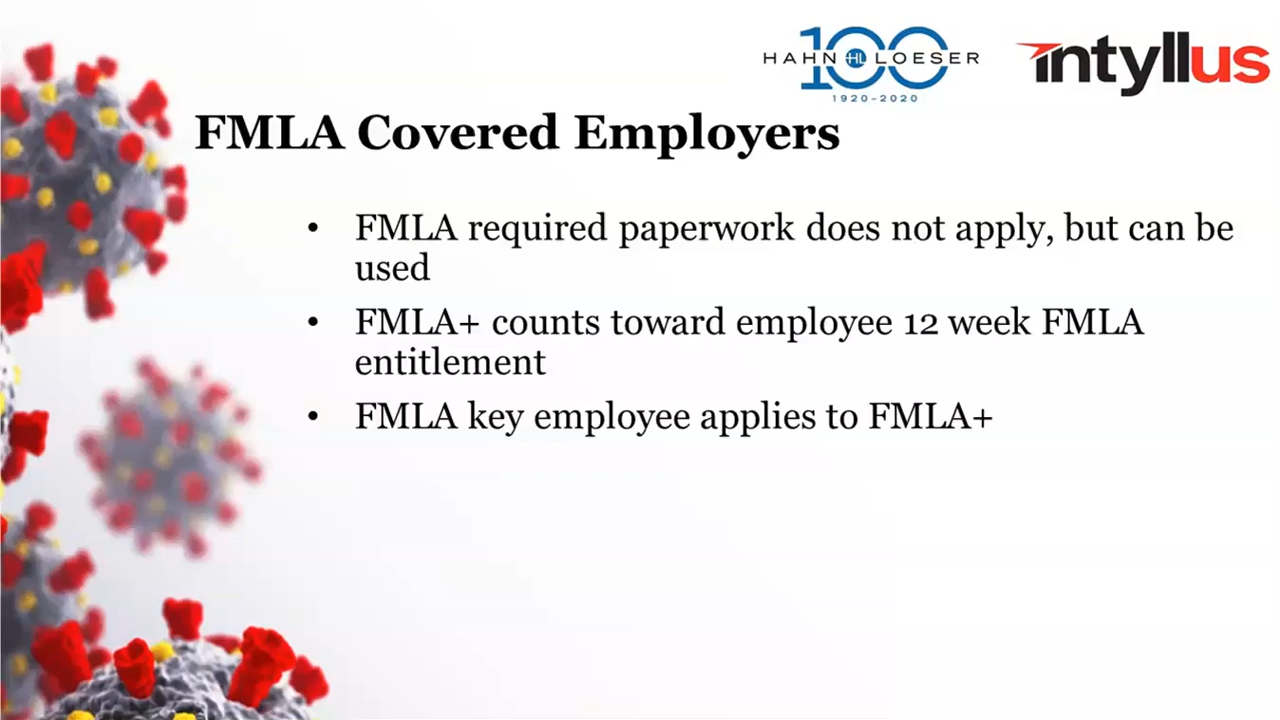 HAHN HL LOESER
100
1920-2020
intyllus
FMLA Covered Employers
• FMLA required paperwork does not apply, but can be
used
• FMLA+ counts toward employee 12 week FMLA
entitlement
• FMLA key employee applies to FMLA+